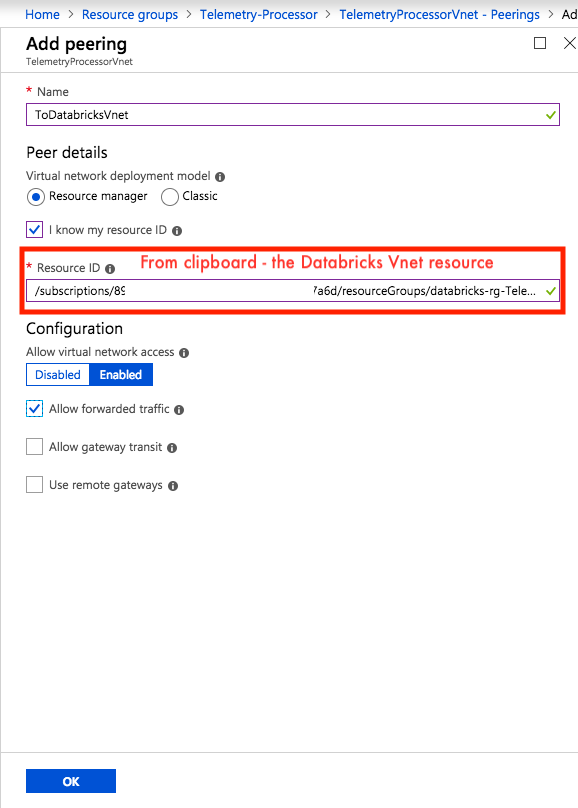 Home > Resource groups > Telemetry-Processor > TelemetryProcessorVnet - Peerings > Ad
Add peering
TelemetryProcessorVnet
* Name
ToDatabricksVnet
Peer details
Virtual network deployment model
Resource manager Classic
I know my resource ID
* Resource ID From clipboard - the Databricks Vnet resource
/subscriptions/89 7a6d/resourceGroups/databricks-rg-Tele...
Configuration
Allow virtual network access
Disabled Enabled
Allow forwarded traffic
Allow gateway transit
Use remote gateways
OK